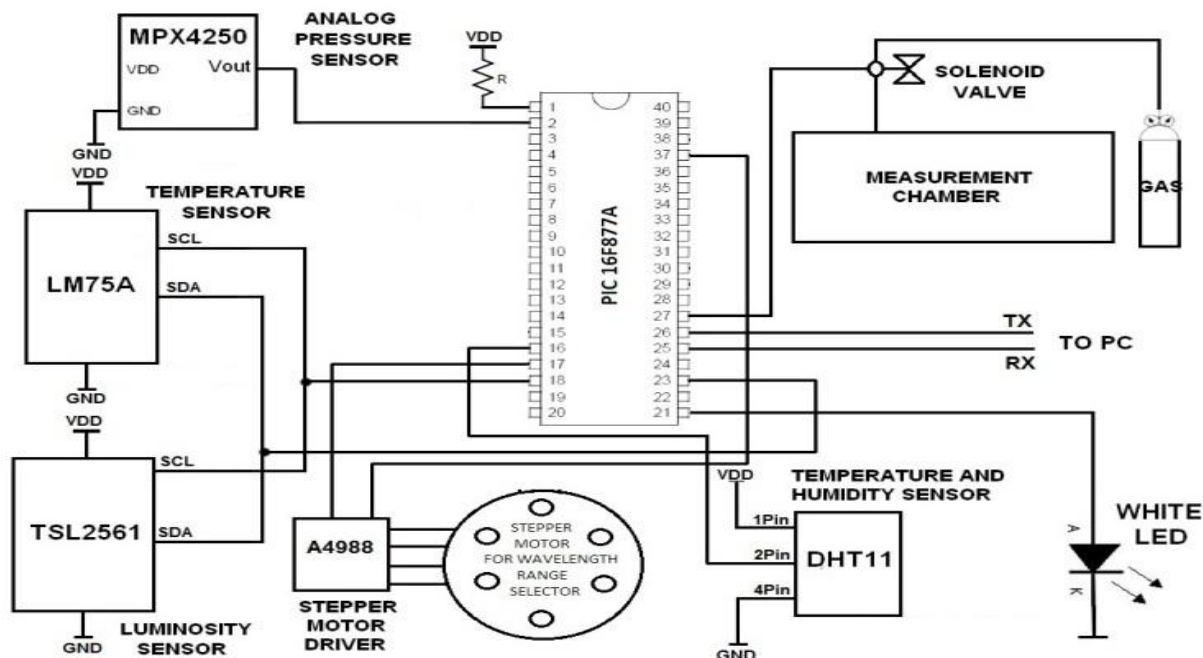 MPX4250
VDD
Vout
GND
GND
ANALOG
PRESSURE
SENSOR
VDD
R
SOLENOID
VALVE
MEASUREMENT
CHAMBER
GAS
VDD
TEMPERATURE
SENSOR
LM75A
SCL
SDA
GND
PIC 16F877A
1
2
3
4
5
6
7
8
9
10
11
12
13
14
15
16
17
18
19
20
40
39
38
37
36
35
34
33
32
31
30
29
28
27
26
25
24
23
22
21
TX
TO PC
RX
VDD
TSL2561
SCL
SDA
GND
LUMINOSITY
SENSOR
A4988
STEPPER
MOTOR
DRIVER
STEPPER
MOTOR
FOR WAVELENGTH
RANGE
SELECTOR
VDD
TEMPERATURE AND
HUMIDITY SENSOR
1Pin
2Pin
4Pin
DHT11
GND
WHITE
LED
A
K